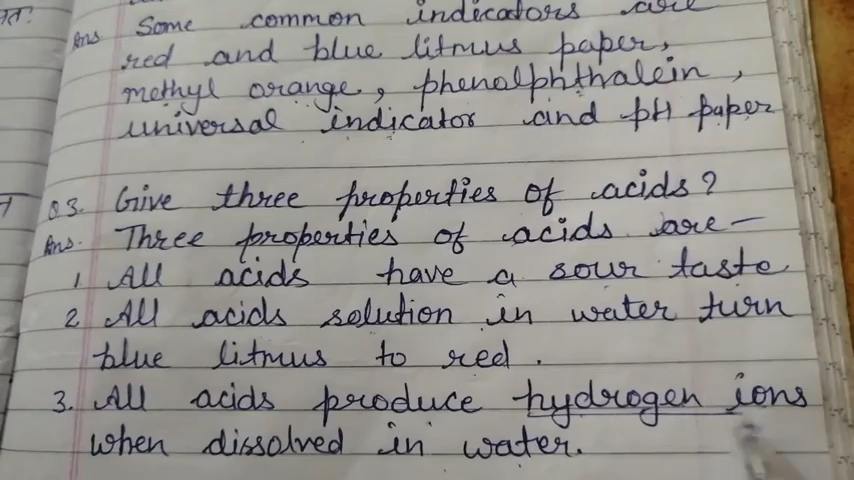 Ans Some common indicators are
red and blue litmus paper,
methyl orange, phenolphthalein,
universal indicator and pH paper
Q3. Give three properties of acids?
Ans. Three properties of acids are—
1 All acids have a sour taste
2 All acids solution in water turn
blue litmus to red.
3. All acids produce hydrogen ions
when dissolved in water.